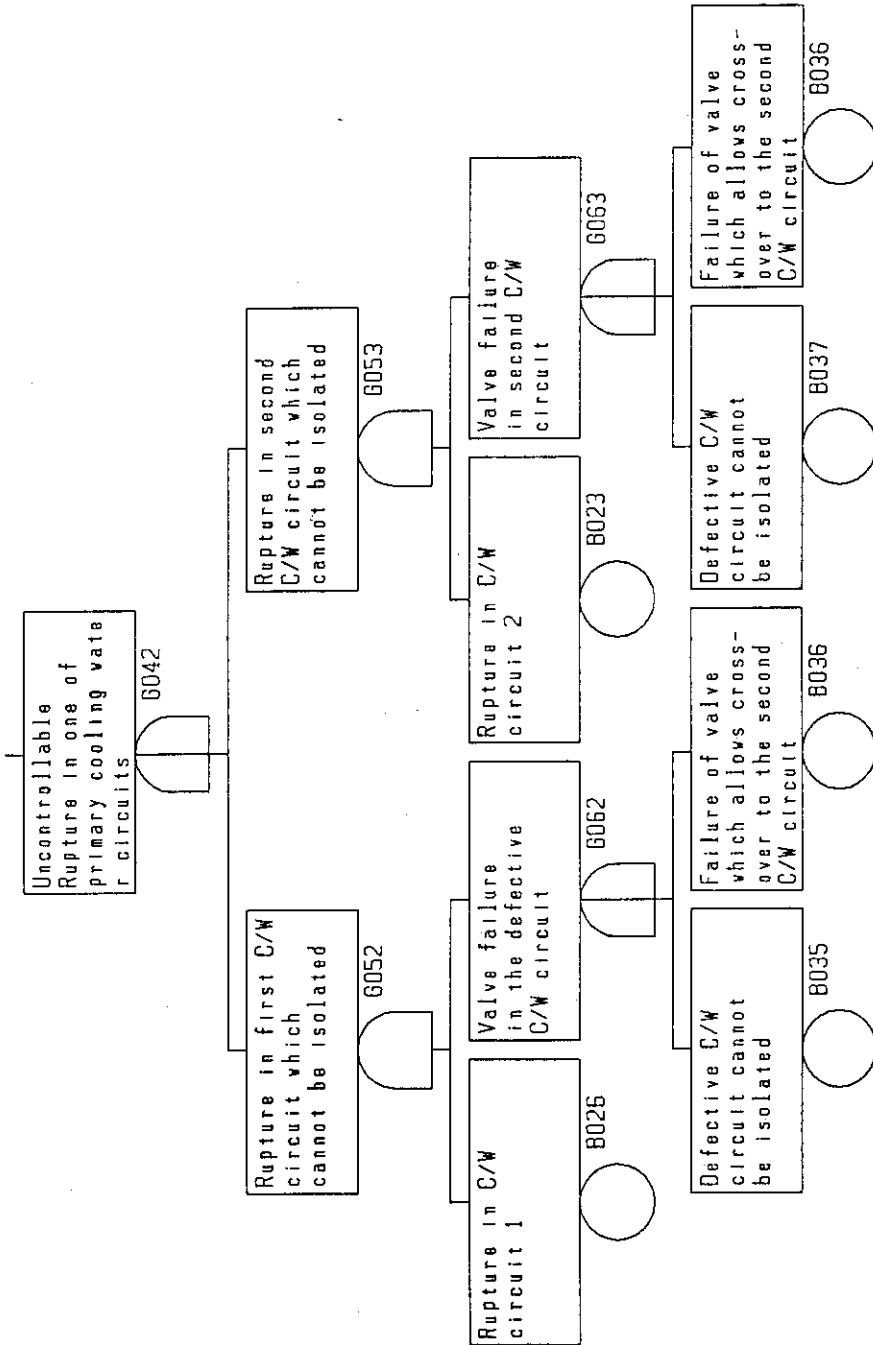 Uncontrollable
Rupture in one of
primary cooling wate
r circuits
G042
Rupture in first C/W
circuit which
cannot be isolated
G052
Rupture in second
C/W circuit which
cannot be isolated
G053
Rupture in C/W
circuit 1
B026
Valve failure
in the defective
C/W circuit
G062
Rupture in C/W
circuit 2
B023
Valve failure
in second C/W
circuit
G063
Defective C/W
circuit cannot
be isolated
B035
Failure of valve
which allows cross-
over to the second
C/W circuit
B036
Defective C/W
circuit cannot
be isolated
B037
Failure of valve
which allows cross-
over to the second
C/W circuit
B036